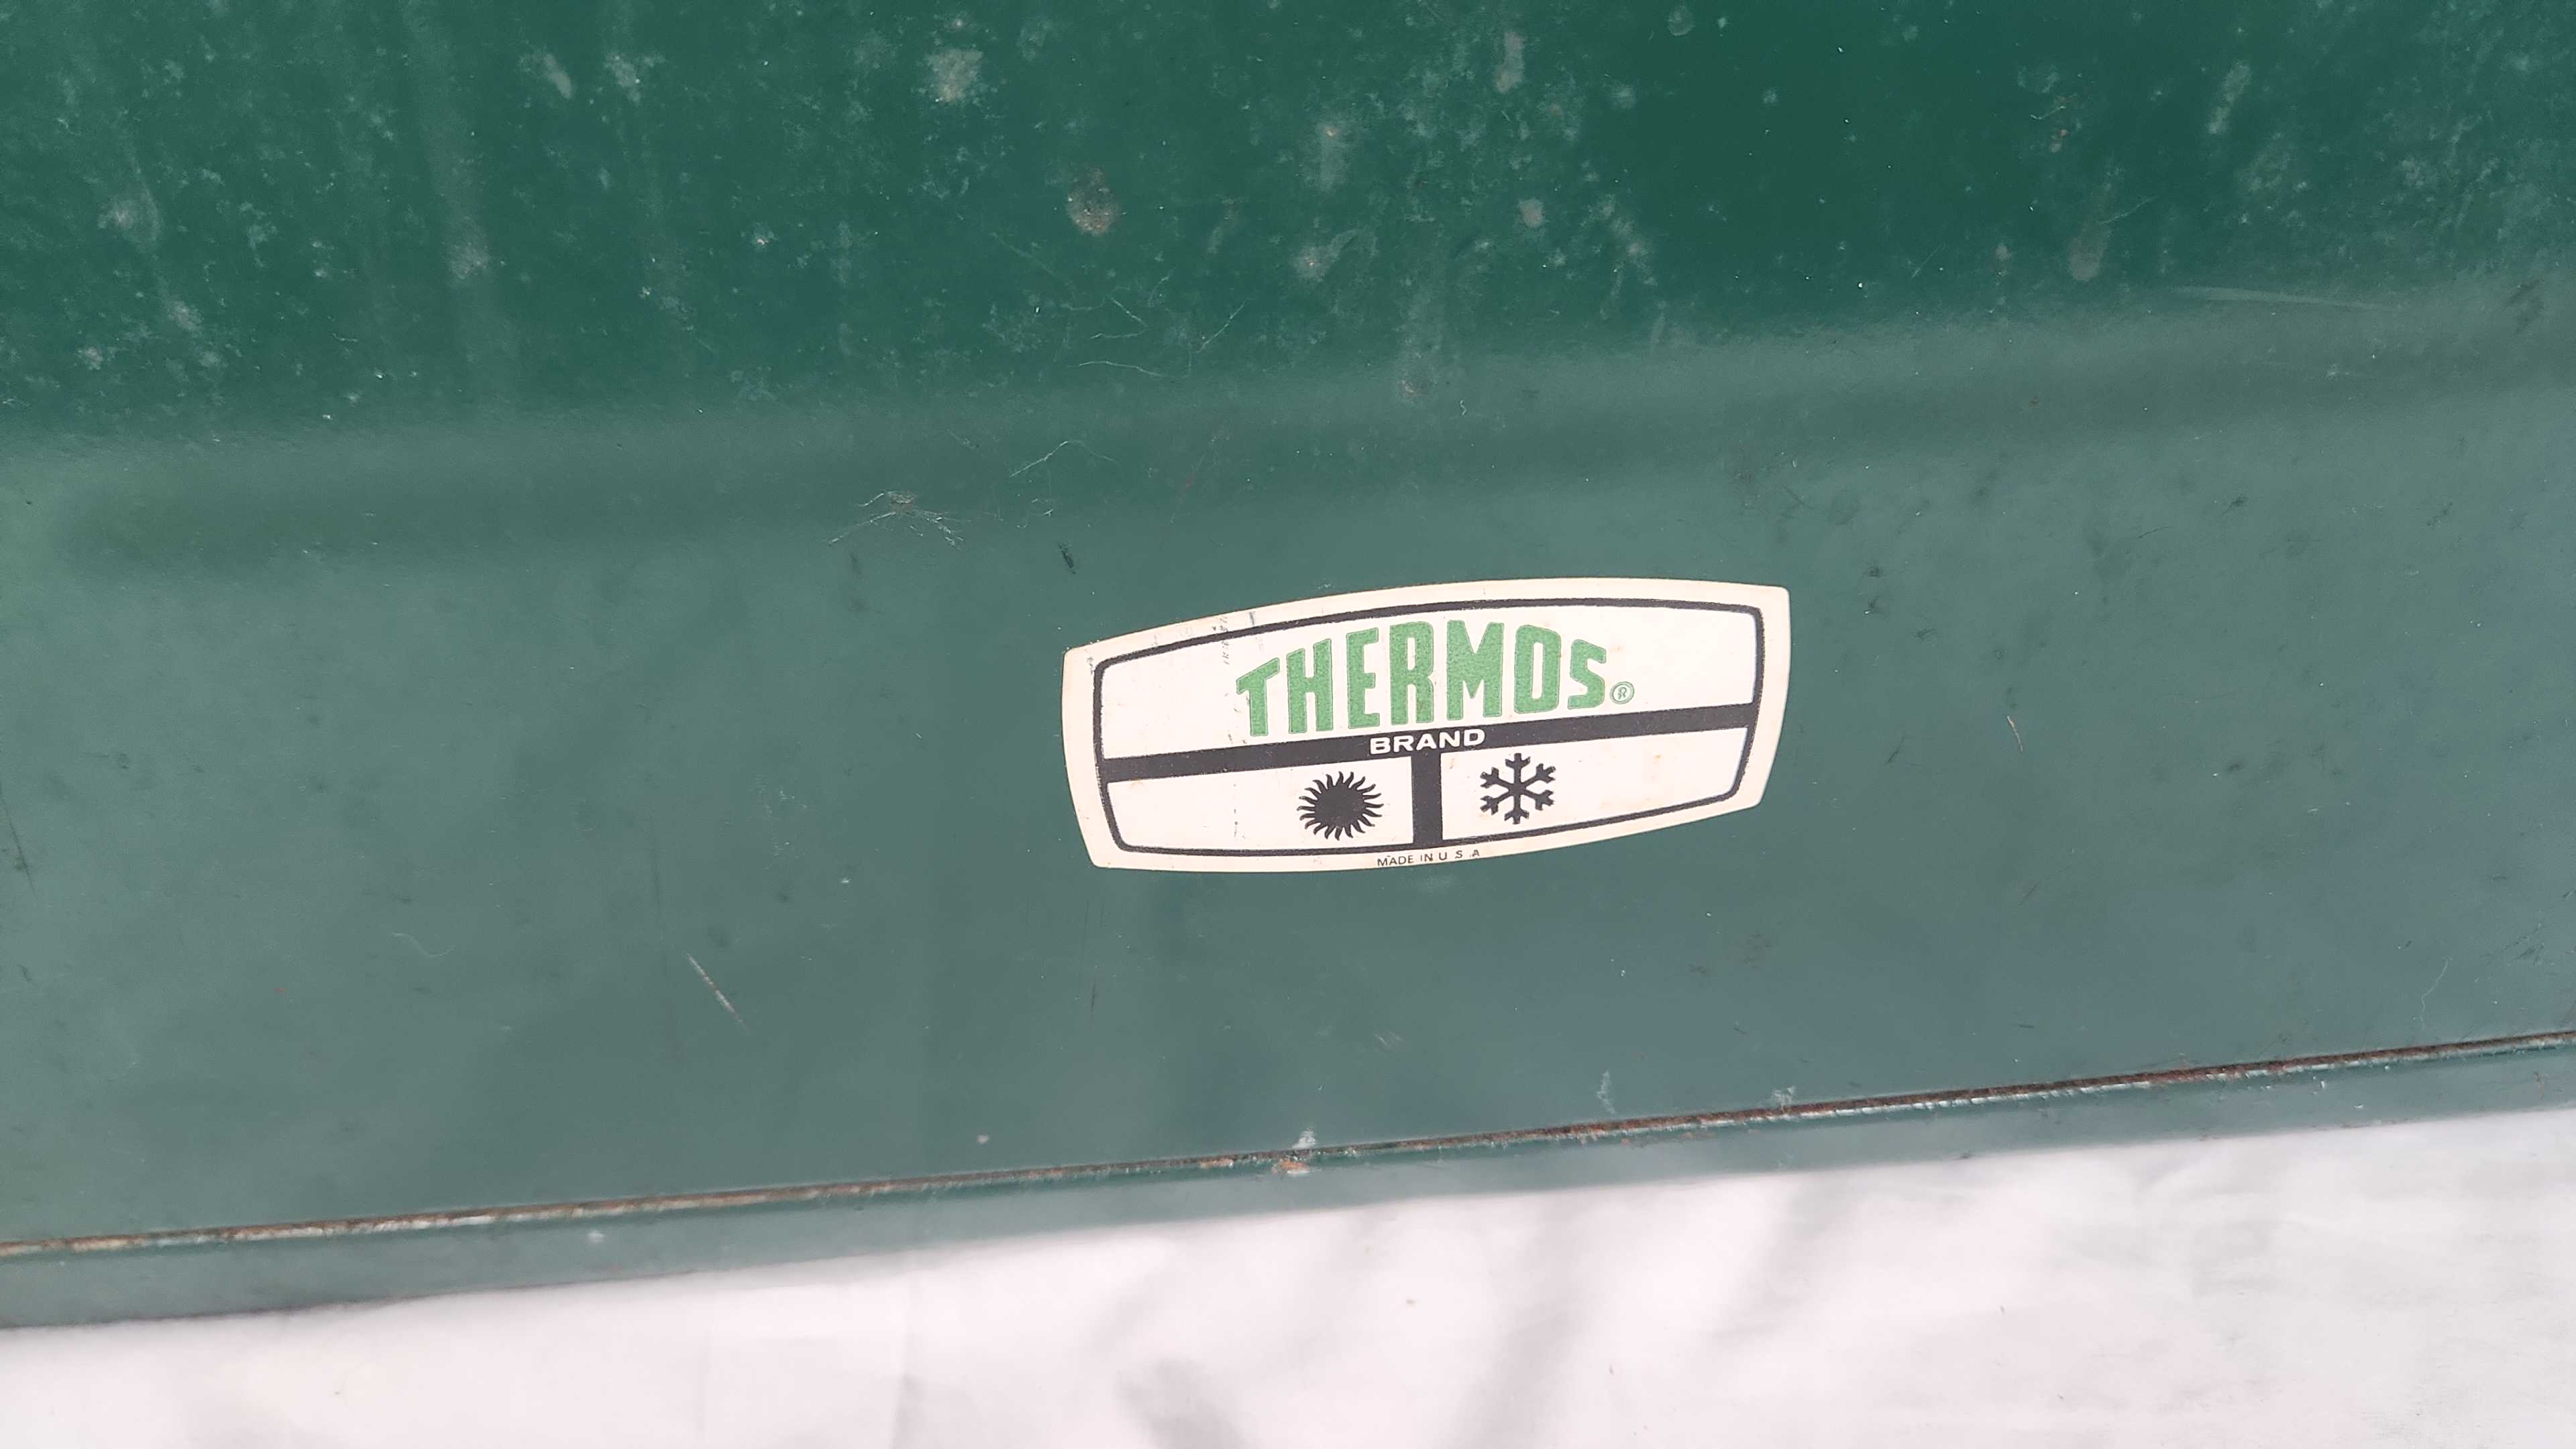 THERMOS®
BRAND
MADE IN U S A